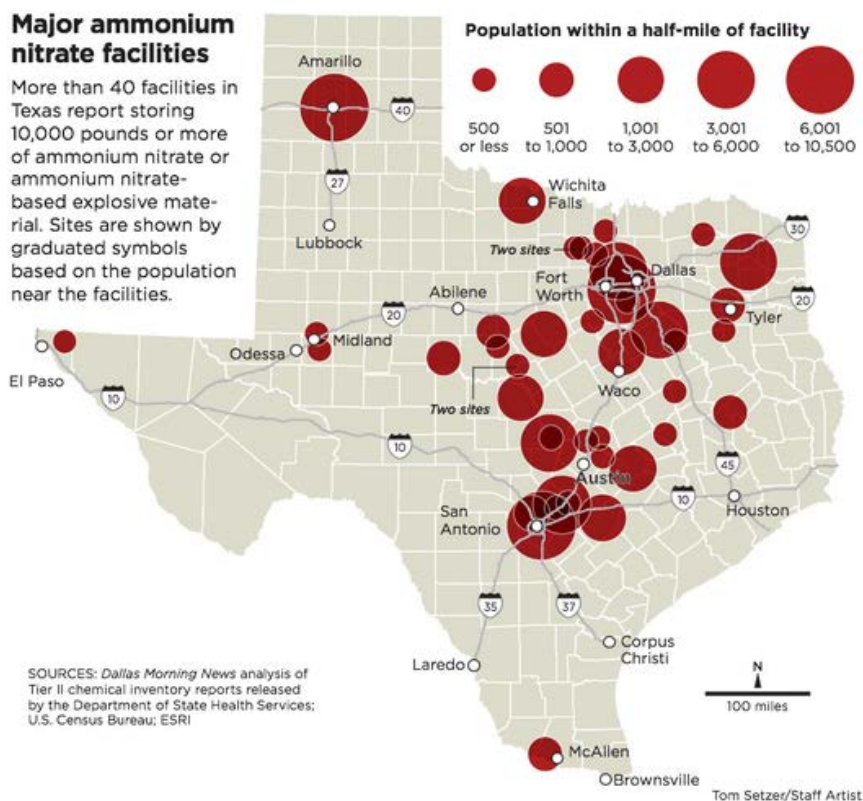 Major ammonium
nitrate facilities
More than 40 facilities in
Texas report storing
10,000 pounds or more
of ammonium nitrate or
ammonium nitrate-
based explosive mate-
rial. Sites are shown by
graduated symbols
based on the population
near the facilities.
Population within a half-mile of facility
500
or less
501
to 1,000
1,001
to 3,000
3,001
to 6,000
6,001
to 10,500
Amarillo
40
27
Lubbock
Wichita
Falls
30
Two sites
Fort
Worth
Dallas
Abilene
20
20
Tyler
Odessa
Midland
El Paso
10
Waco
Two sites
10
Austin
45
10
Houston
San
Antonio
35
37
Corpus
Christi
Laredo
N
100 miles
McAllen
Brownsville
SOURCES: Dallas Morning News analysis of
Tier II chemical inventory reports released
by the Department of State Health Services;
U.S. Census Bureau; ESRI
Tom Setzer/Staff Artist